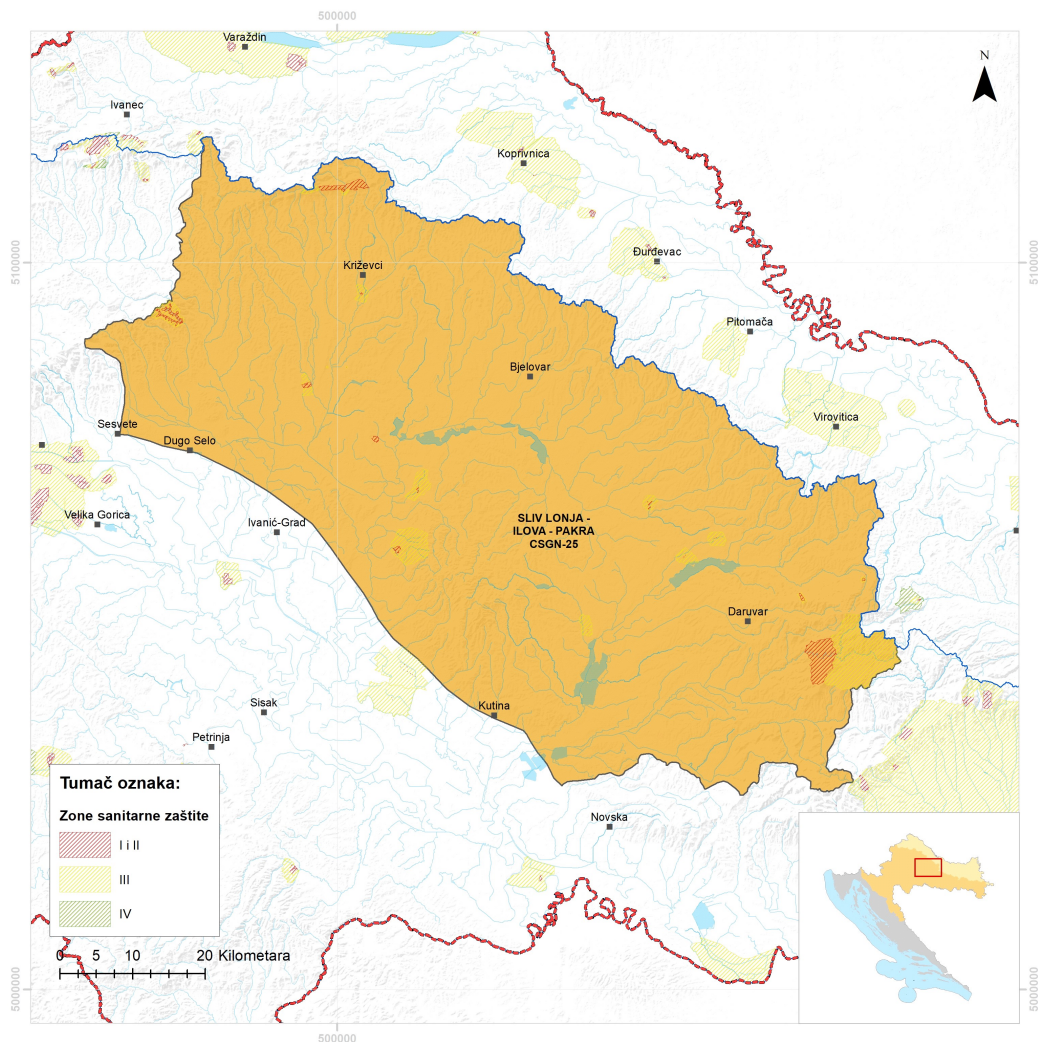 500000
Varaždin
N
Ivanec
Koprivnica
Đurđevac
5100000
5100000
Križevci
Pitomača
Bjelovar
Virovitica
Sesvete
Dugo Selo
Velika Gorica
Ivanić-Grad
SLIV LONJA -
ILOVA - PAKRA
CSGN-25
Daruvar
Sisak
Kutina
Petrinja
Novska
Tumač oznaka:
Zone sanitarne zaštite
I i II
III
IV
0 5 10 20 Kilometara
5000000
5000000
500000